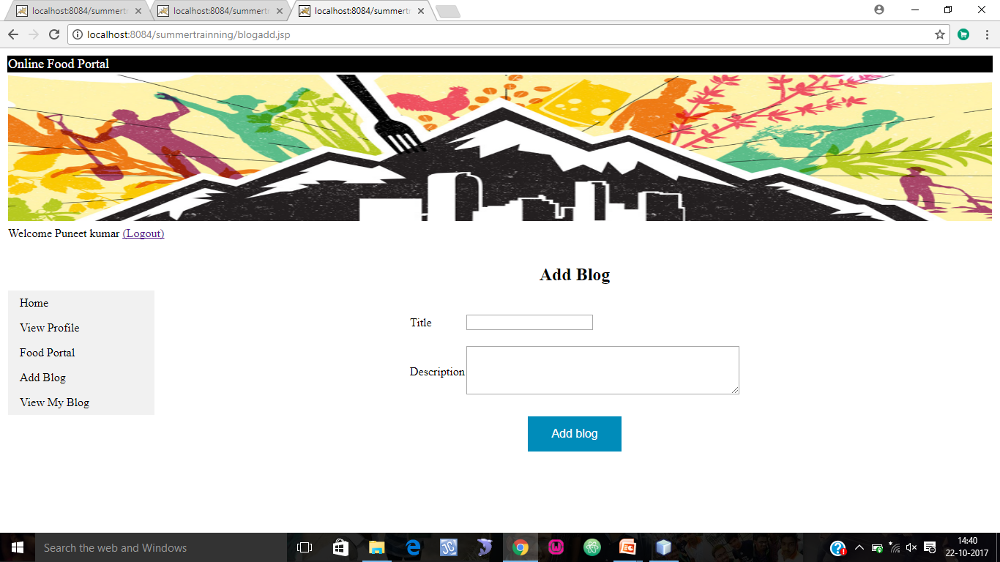 localhost:8084/summert
localhost:8084/summert
localhost:8084/summert
localhost:8084/summertrainning/blogadd.jsp
Online Food Portal
Welcome Puneet kumar (Logout)
Add Blog
Home
View Profile
Food Portal
Add Blog
View My Blog
Title
Description
Add blog
Search the web and Windows
14:40
22-10-2017